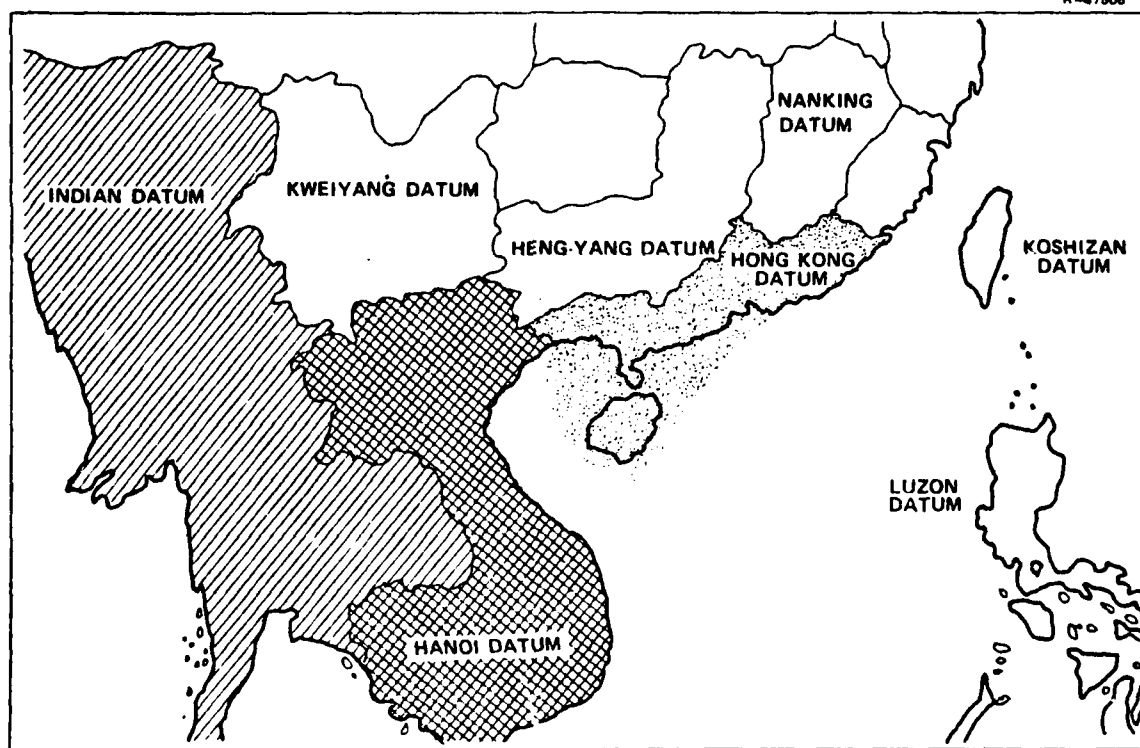 NANKING
DATUM
INDIAN DATUM
KWEIYANG DATUM
HENG-YANG DATUM
HONG KONG
DATUM
KOSHIZAN
DATUM
LUZON
DATUM
HANOI DATUM